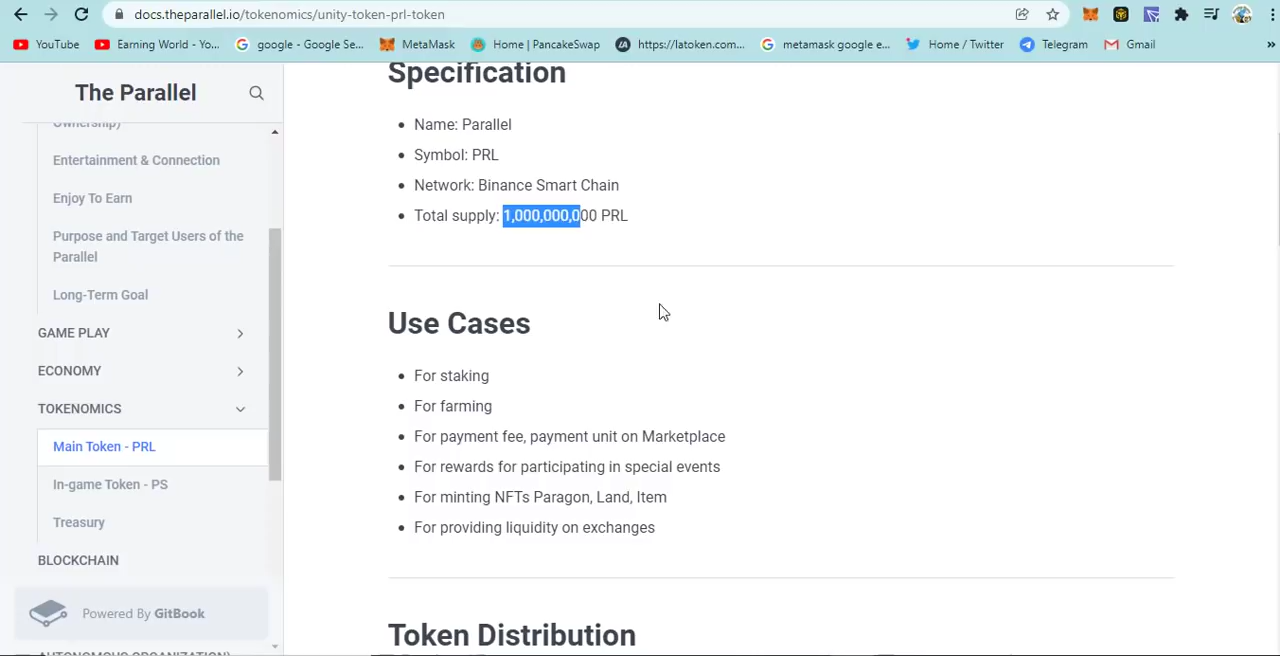 docs.theparallel.io/tokenomics/unity-token-prl-token
YouTube
Earning World - Yo...
google - Google Se...
MetaMask
Home | PancakeSwap
https://latoken.com...
metamask google e...
Home / Twitter
Telegram
Gmail
»
The Parallel
Ownership)
Entertainment & Connection
Enjoy To Earn
Purpose and Target Users of the
Parallel
Long-Term Goal
GAME PLAY
ECONOMY
TOKENOMICS
Main Token - PRL
In-game Token - PS
Treasury
BLOCKCHAIN
Powered By GitBook
AUTONOMOUS ORGANIZATION)
Specification
Name: Parallel
Symbol: PRL
Network: Binance Smart Chain
Total supply: 1,000,000,000 PRL
Use Cases
For staking
For farming
For payment fee, payment unit on Marketplace
For rewards for participating in special events
For minting NFTs Paragon, Land, Item
For providing liquidity on exchanges
Token Distribution